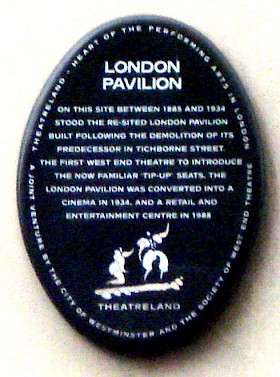 THEATRELAND - HEART OF THE PERFORMING ARTS IN LONDON
LONDON
PAVILION
ON THIS SITE BETWEEN 1885 AND 1934
STOOD THE RE-SITED LONDON PAVILION
BUILT FOLLOWING THE DEMOLITION OF ITS
PREDECESSOR IN TICHBORNE STREET.
THE FIRST WEST END THEATRE TO INTRODUCE
THE NOW FAMILIAR 'TIP-UP' SEATS, THE
LONDON PAVILION WAS CONVERTED INTO A
CINEMA IN 1934, AND A RETAIL AND
ENTERTAINMENT CENTRE IN 1988
THEATRELAND
A JOINT VENTURE BY THE CITY OF WESTMINSTER AND THE SOCIETY OF WEST END THEATRE